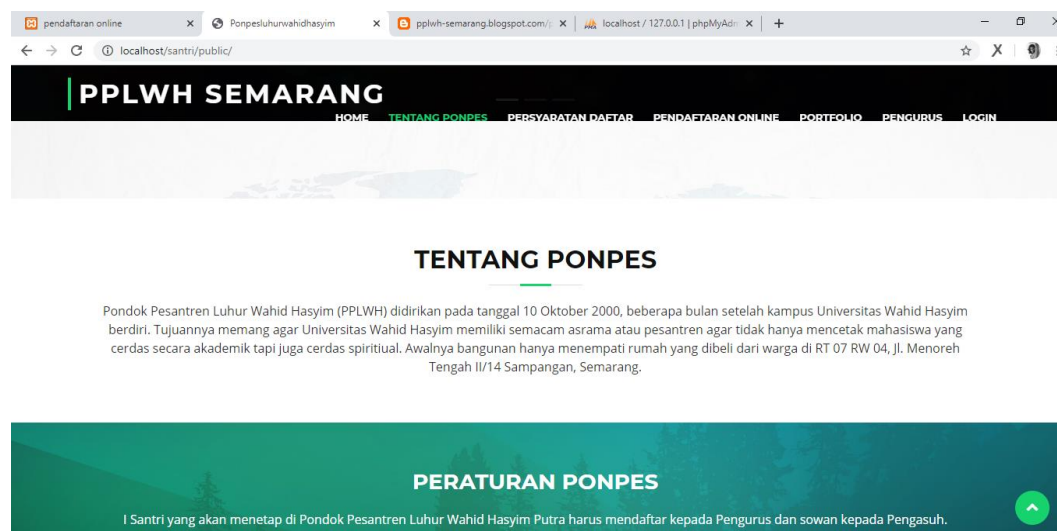 pendaftaran online
Ponpesluhurwahidhasyim
pplwh-semarang.blogspot.com/p
localhost / 127.0.0.1 | phpMyAdm
localhost/santri/public/
PPLWH SEMARANG
HOME TENTANG PONPES PERSYARATAN DAFTAR PENDAFTARAN ONLINE PORTFOLIO PENGURUS LOGIN
TENTANG PONPES
Pondok Pesantren Luhur Wahid Hasyim (PPLWH) didirikan pada tanggal 10 Oktober 2000, beberapa bulan setelah kampus Universitas Wahid Hasyim
berdiri. Tujuannya memang agar Universitas Wahid Hasyim memiliki semacam asrama atau pesantren agar tidak hanya mencetak mahasiswa yang
cerdas secara akademik tapi juga cerdas spiritiual. Awalnya bangunan hanya menempati rumah yang dibeli dari warga di RT 07 RW 04, Jl. Menoreh
Tengah II/14 Sampangan, Semarang.
PERATURAN PONPES
I Santri yang akan menetap di Pondok Pesantren Luhur Wahid Hasyim Putra harus mendaftar kepada Pengurus dan sowan kepada Pengasuh.